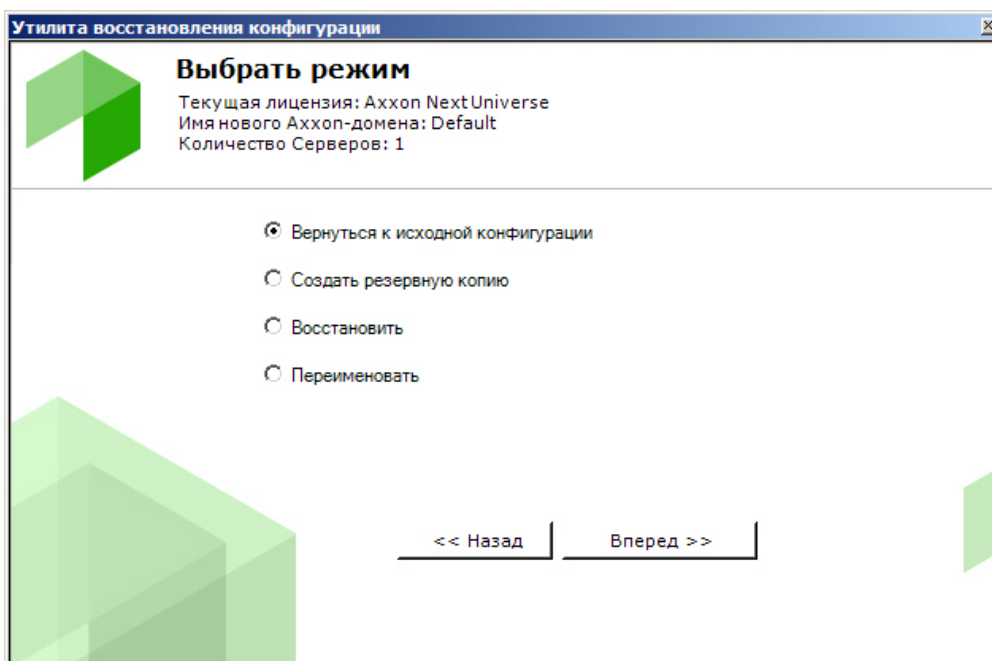 Утилита восстановления конфигурации
Выбрать режим
Текущая лицензия: Axxon Next Universe
Имя нового Axxon-домена: Default
Количество Серверов: 1
Вернуться к исходной конфигурации
Создать резервную копию
Восстановить
Переименовать
<< Назад
Вперед >>